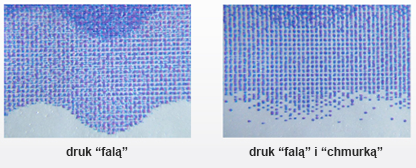 druk “falą”
druk “falą” i “chmurką”